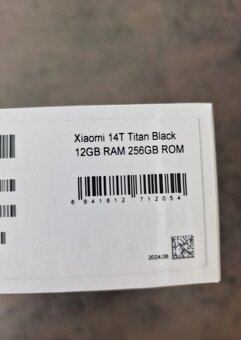 Xiaomi 14T Titan Black
12GB RAM 256GB ROM
6 941812 712054
2024.08